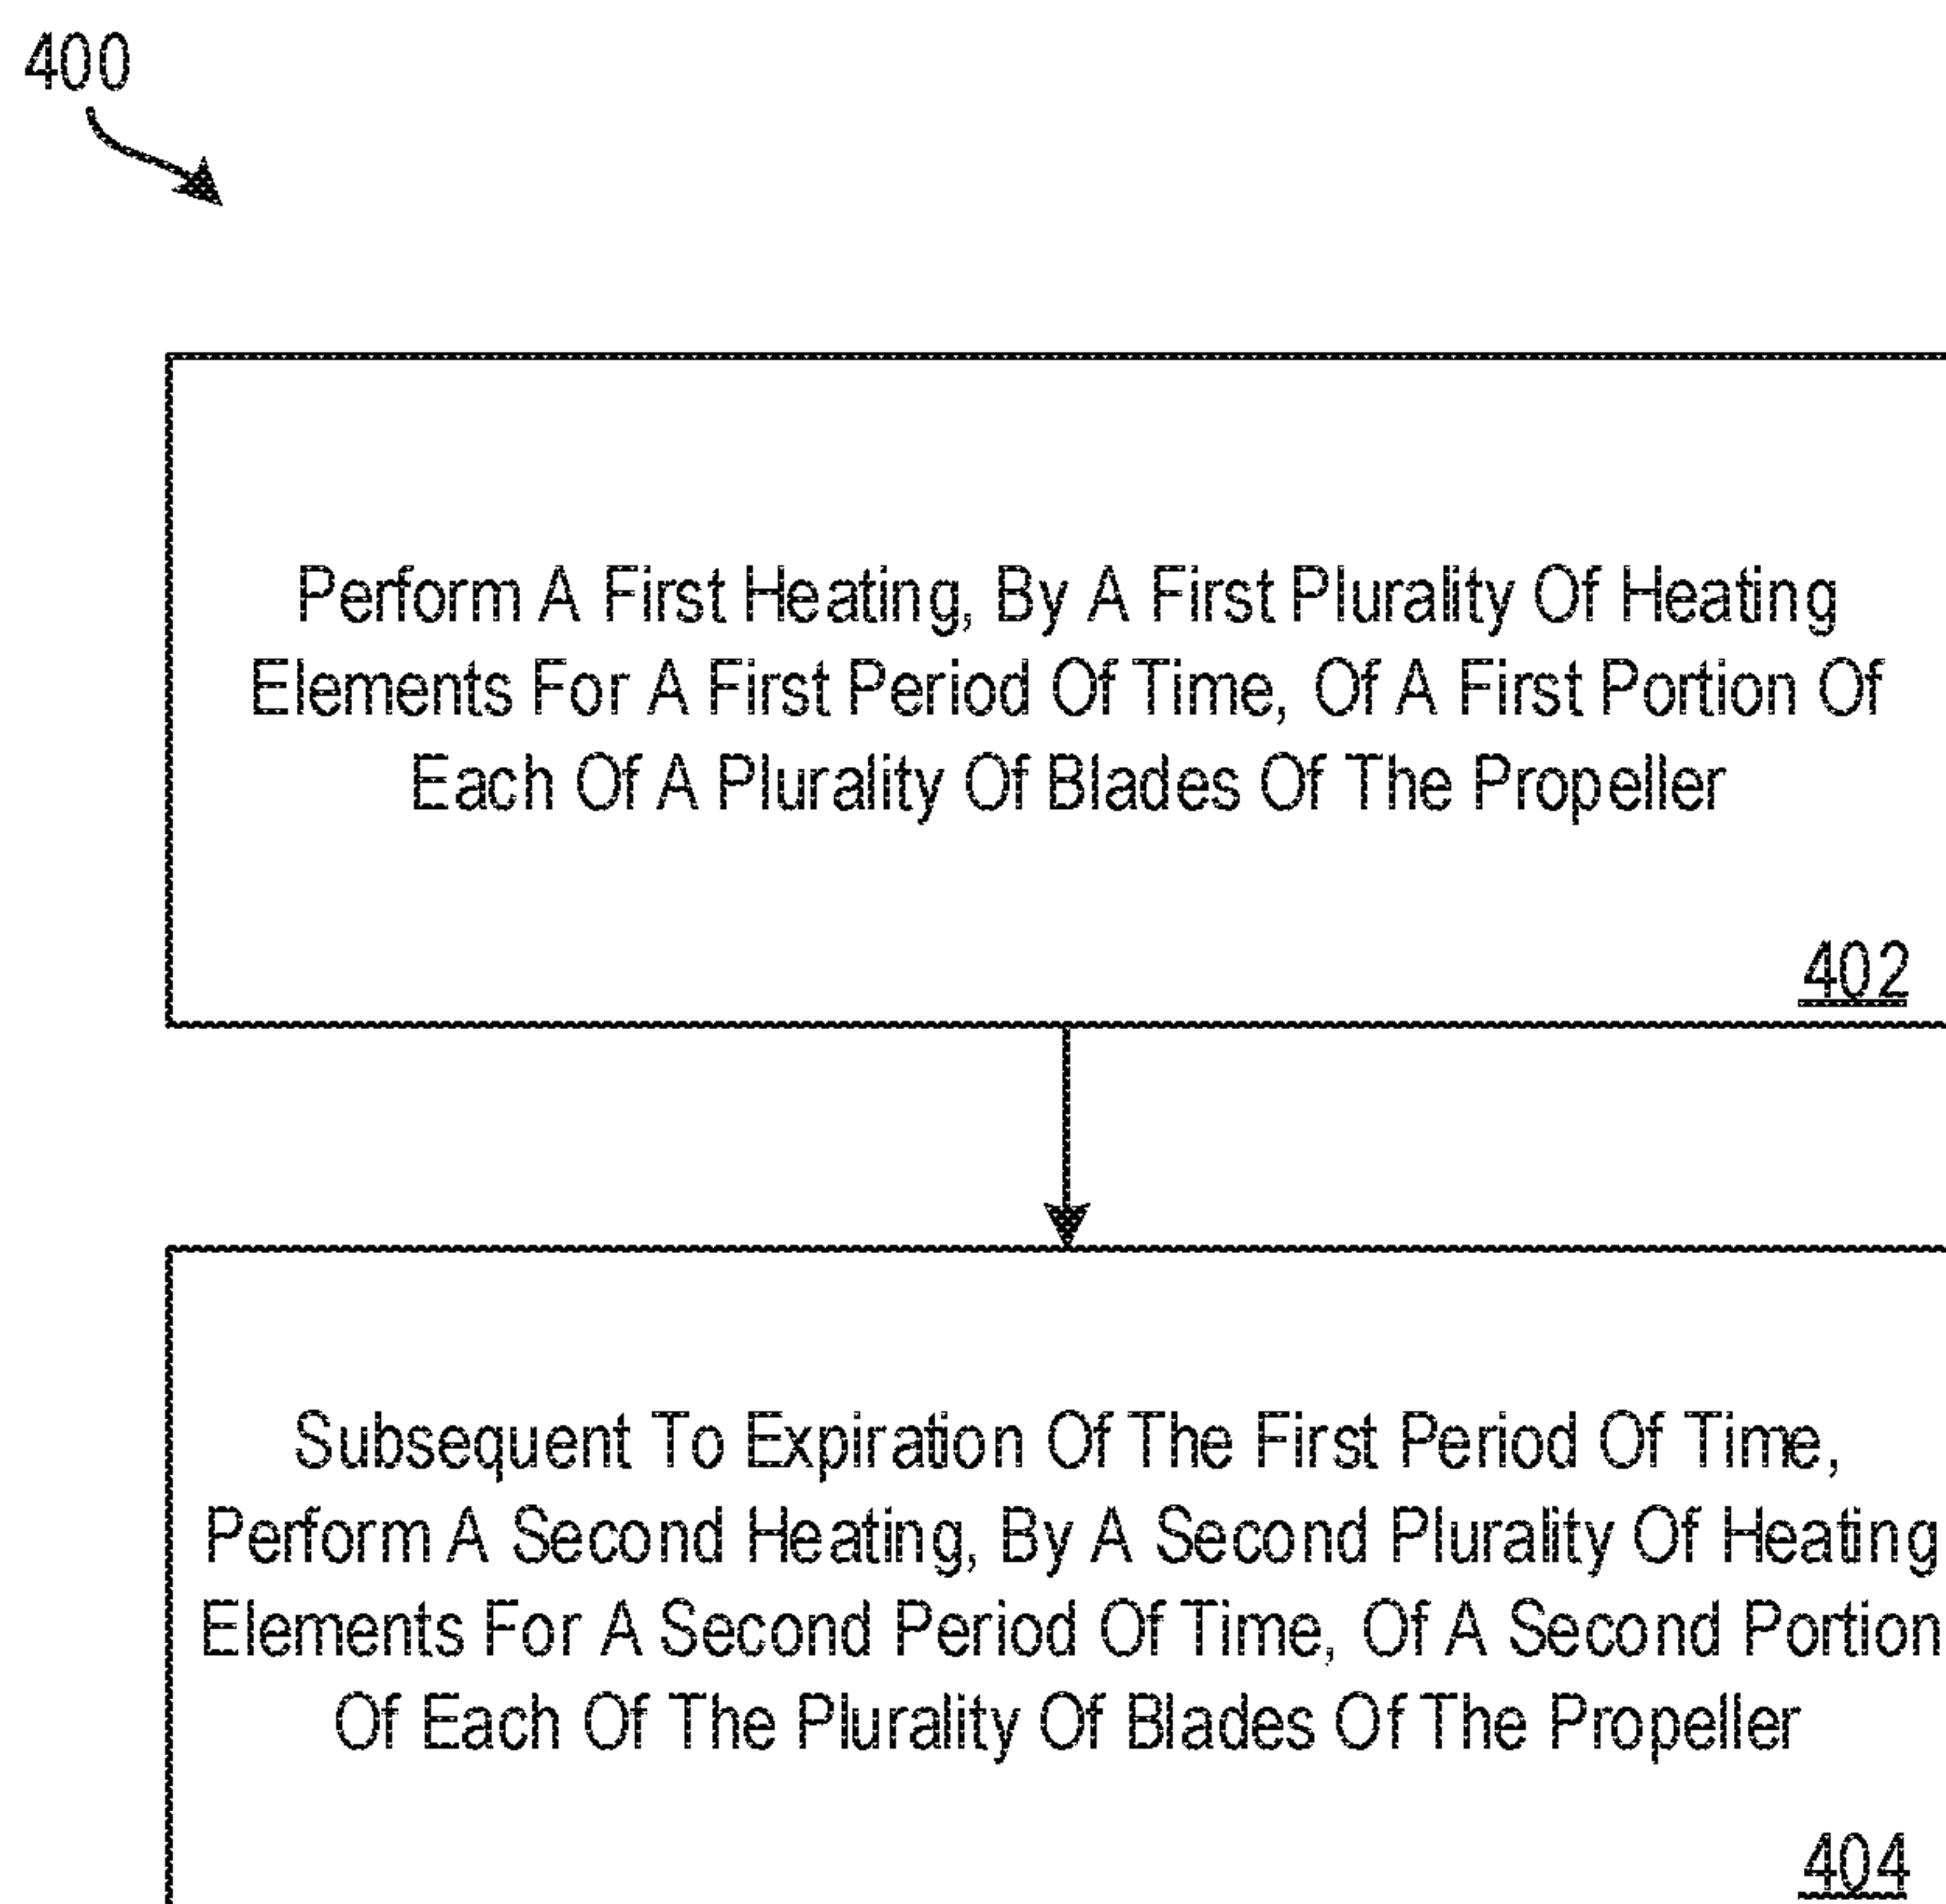 400
Perform A First Heating, By A First Plurality Of Heating
Elements For A First Period Of Time, Of A First Portion Of
Each Of A Plurality Of Blades Of The Propeller
402
Subsequent To Expiration Of The First Period Of Time,
Perform A Second Heating, By A Second Plurality Of Heating
Elements For A Second Period Of Time, Of A Second Portion
Of Each Of The Plurality Of Blades Of The Propeller
404